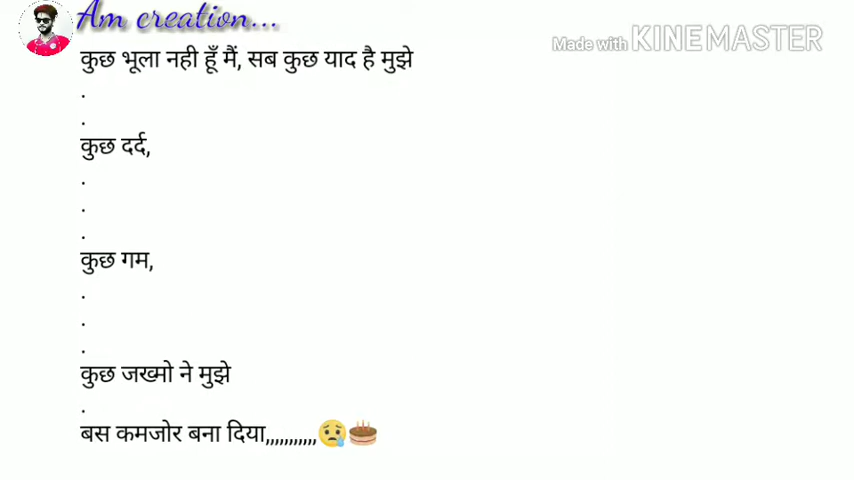 Am creation...
Made with KINEMASTER
कुछ भूला नही हूँ मैं, सब कुछ याद है मुझे
.
.
कुछ दर्द,
.
.
.
कुछ गम,
.
.
.
कुछ जख्मो ने मुझे
.
बस कमजोर बना दिया,,,,,,,,,,,😢🎂